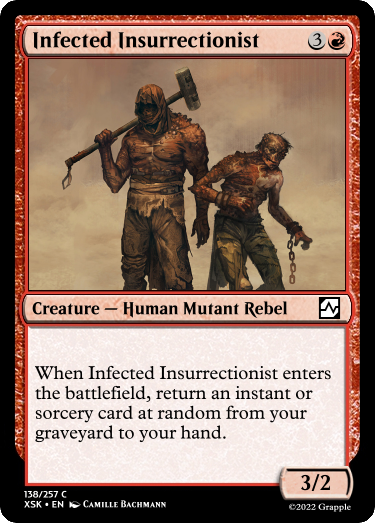 Infected Insurrectionist 3
Creature — Human Mutant Rebel
When Infected Insurrectionist enters
the battlefield, return an instant or
sorcery card at random from your
graveyard to your hand.
3/2
138/257 C
XSK • EN Camille Bachmann
©2022 Grapple